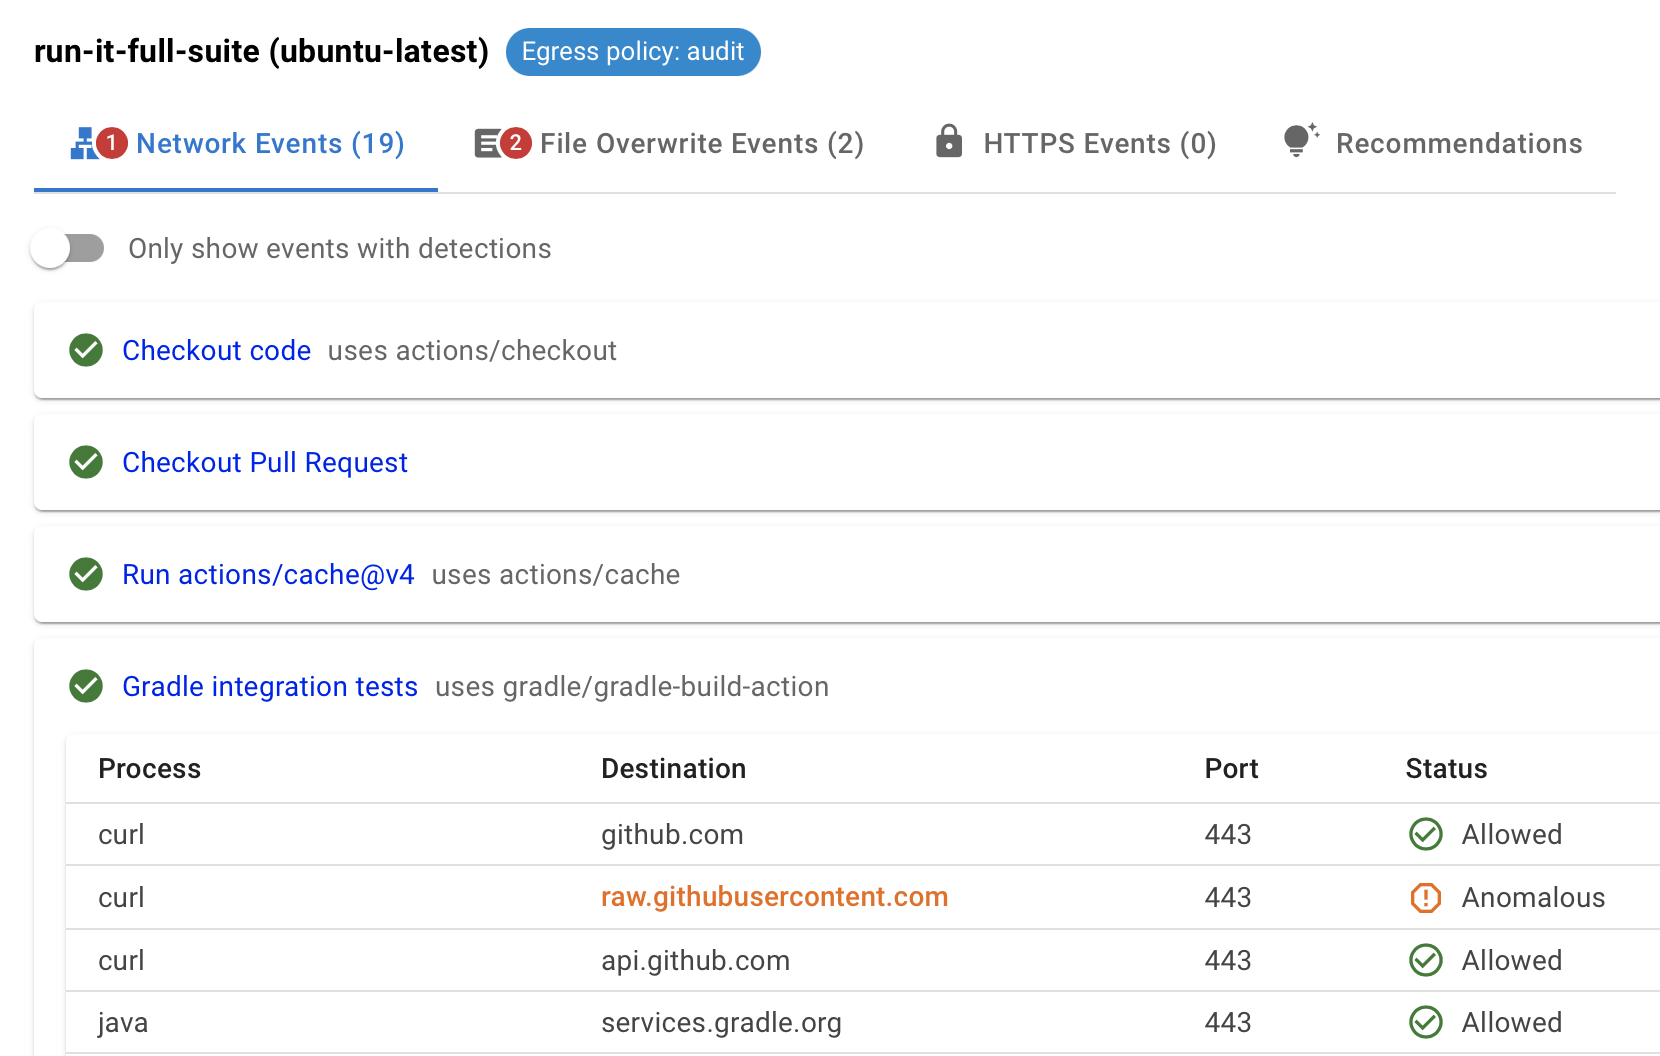 run-it-full-suite (ubuntu-latest) Egress policy: audit
1 Network Events (19) 2 File Overwrite Events (2) HTTPS Events (0) Recommendations
Only show events with detections
Checkout code uses actions/checkout
Checkout Pull Request
Run actions/cache@v4 uses actions/cache
Gradle integration tests uses gradle/gradle-build-action
Process Destination Port Status
curl github.com 443 Allowed
curl raw.githubusercontent.com 443 Anomalous
curl api.github.com 443 Allowed
java services.gradle.org 443 Allowed